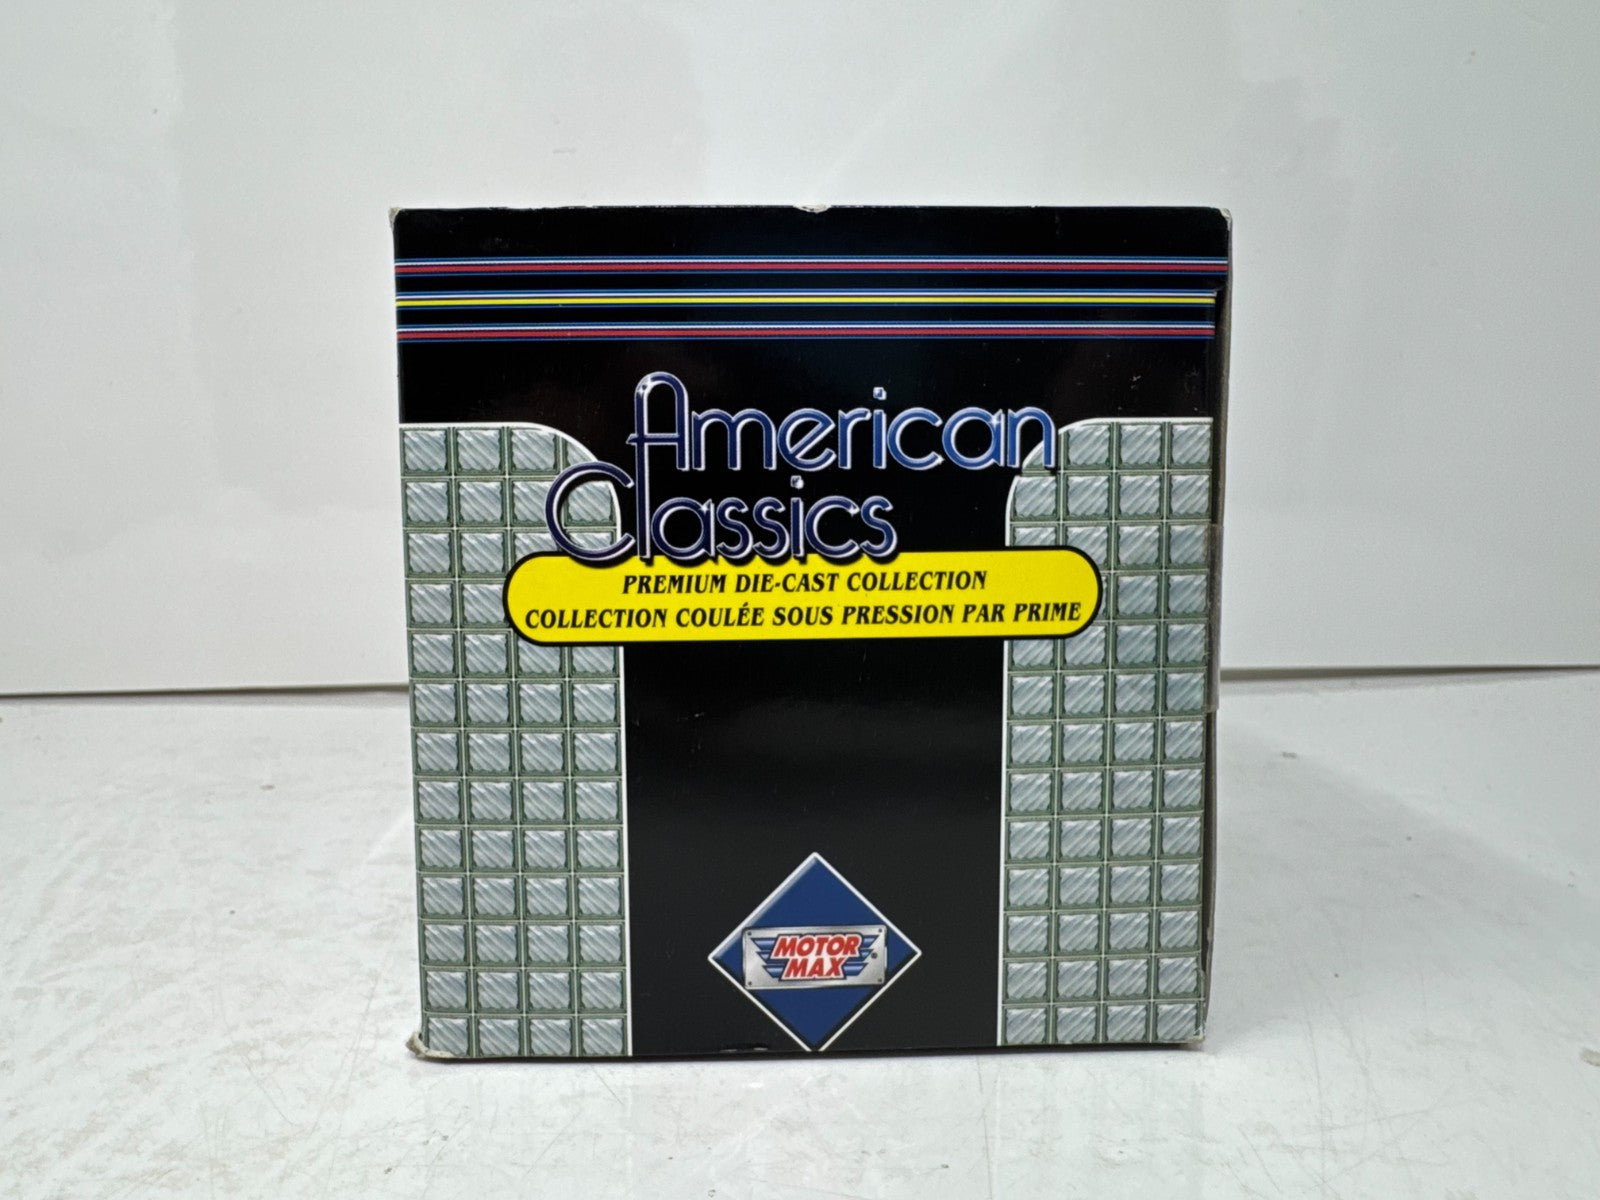 American
Classics
PREMIUM DIE-CAST COLLECTION
COLLECTION COULÉE SOUS PRESSION PAR PRIME
MOTOR
MAX®